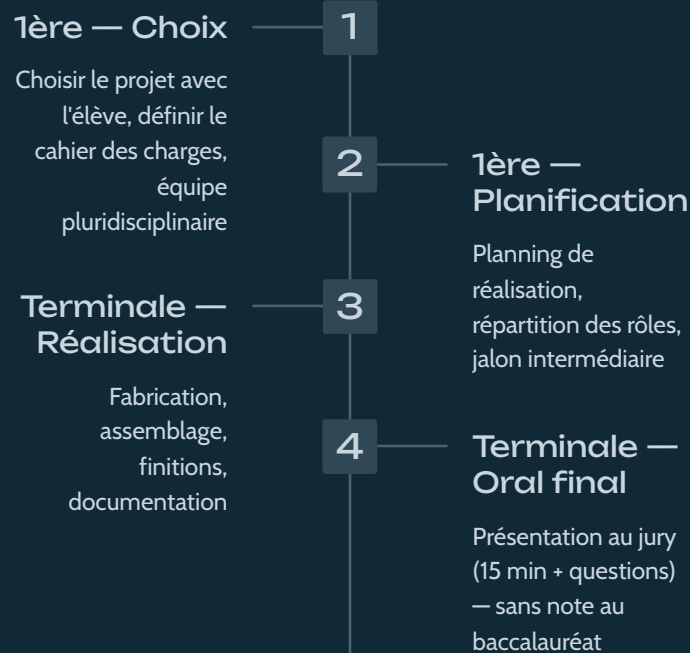 1ère — Choix
1
Choisir le projet avec
l'élève, définir le
cahier des charges,
équipe
pluridisciplinaire
2
1ère —
Planification
Planning de
réalisation,
répartition des rôles,
jalon intermédiaire
Terminale —
Réalisation
3
Fabrication,
assemblage,
finitions,
documentation
4
Terminale —
Oral final
Présentation au jury
(15 min + questions)
— sans note au
baccalauréat